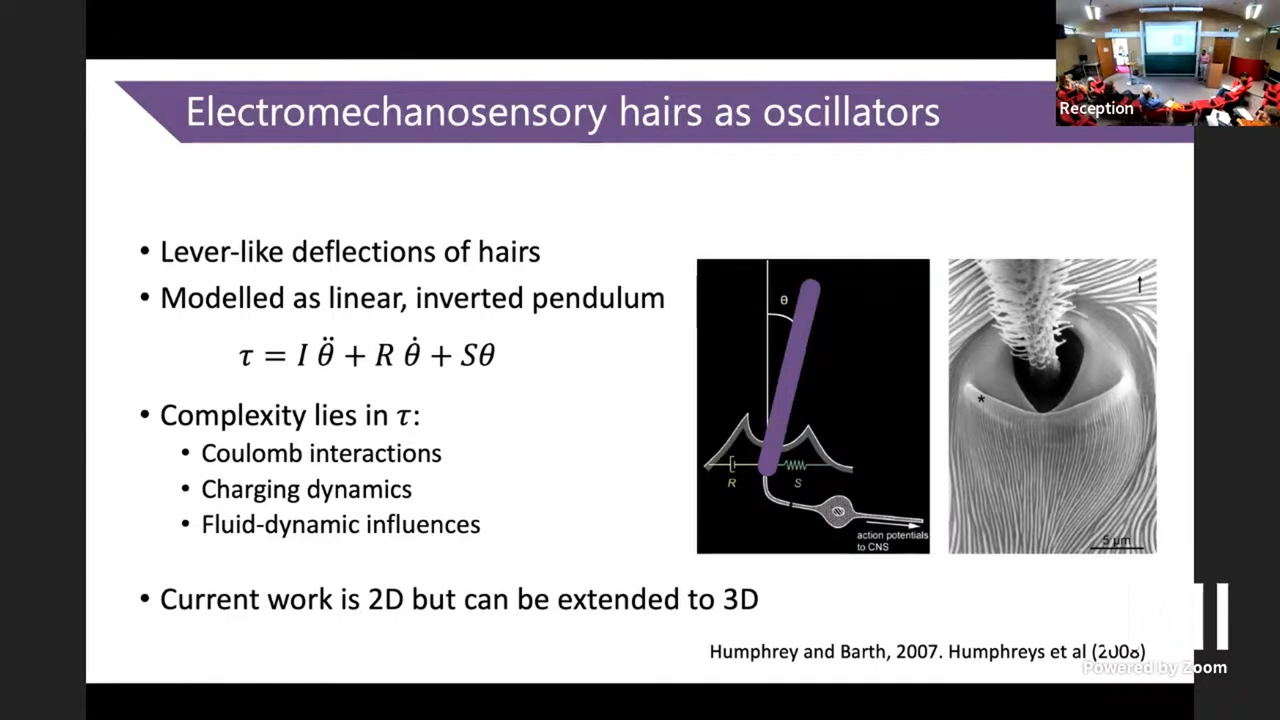 Reception
Electromechanosensory hairs as oscillators
• Lever-like deflections of hairs
• Modelled as linear, inverted pendulum
τ = I θ̈ + R θ̇ + Sθ
• Complexity lies in τ:
• Coulomb interactions
• Charging dynamics
• Fluid-dynamic influences
• Current work is 2D but can be extended to 3D
θ
R
S
action potentials
to CNS
*
5 μm
Humphrey and Barth, 2007. Humphreys et al (2008)
Powered by Zoom